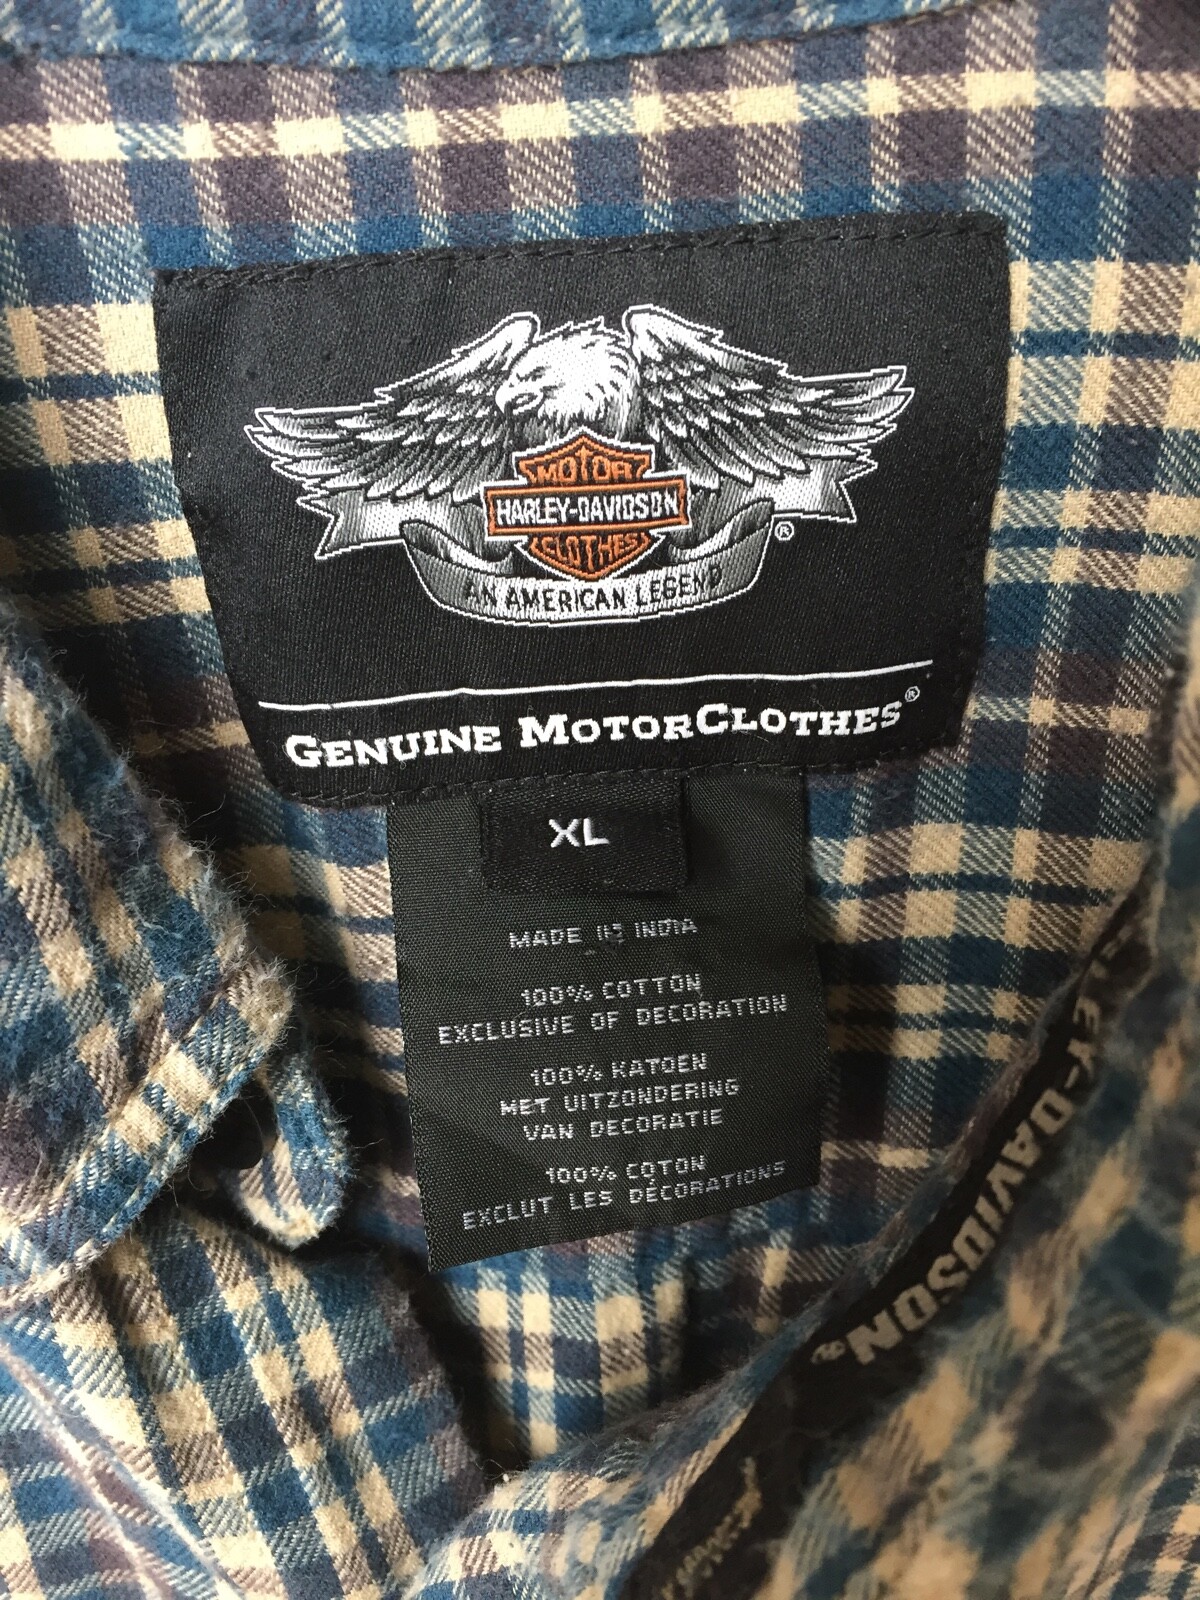 MOTOR
HARLEY-DAVIDSON
CLOTHES
®
AN AMERICAN LEGEND
GENUINE MOTORCLOTHES®
XL
MADE IN INDIA
100% COTTON
EXCLUSIVE OF DECORATION
100% KATOEN
MET UITZONDERING
VAN DECORATIE
100% COTON
EXCLUT LES DÉCORATIONS
LEY-DAVIDSON®